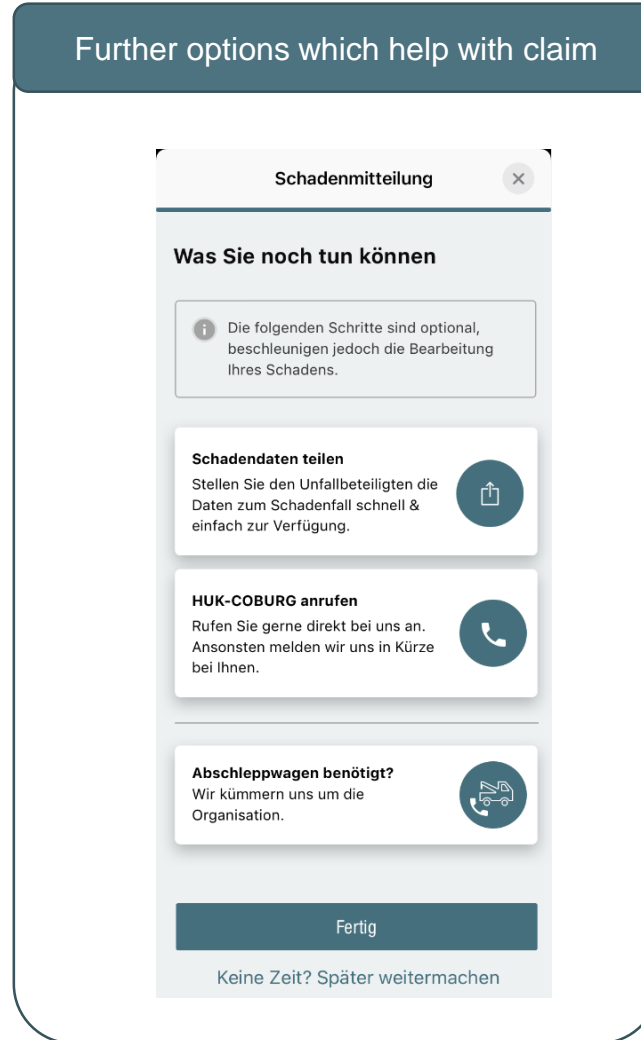 Further options which help with claim
Schadenmitteilung
Was Sie noch tun können
Die folgenden Schritte sind optional,
beschleunigen jedoch die Bearbeitung
Ihres Schadens.
Schadendaten teilen
Stellen Sie den Unfallbeteiligten die
Daten zum Schadenfall schnell &
einfach zur Verfügung.
HUK-COBURG anrufen
Rufen Sie gerne direkt bei uns an.
Ansonsten melden wir uns in Kürze
bei Ihnen.
Abschleppwagen benötigt?
Wir kümmern uns um die
Organisation.
Fertig
Keine Zeit? Später weitermachen